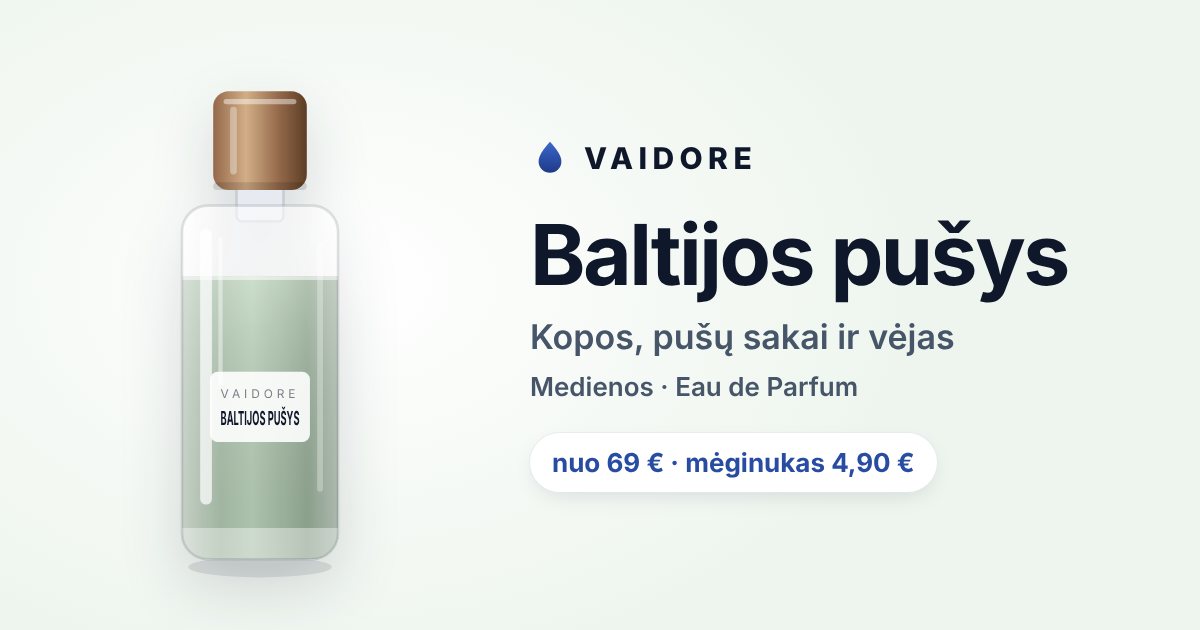 VAIDORE
Baltijos pušys
Kopos, pušų sakai ir vėjas
Medienos · Eau de Parfum
nuo 69 € · mėginukas 4,90 €
VAIDORE
BALTIJOS PUŠYS